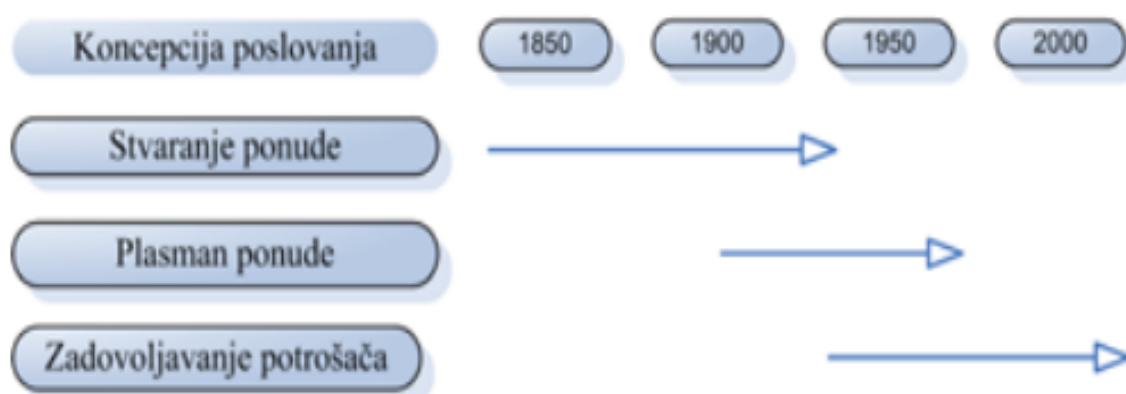 Koncepcija poslovanja 1850 1900 1950 2000
Stvaranje ponude
Plasman ponude
Zadovoljavanje potrošača